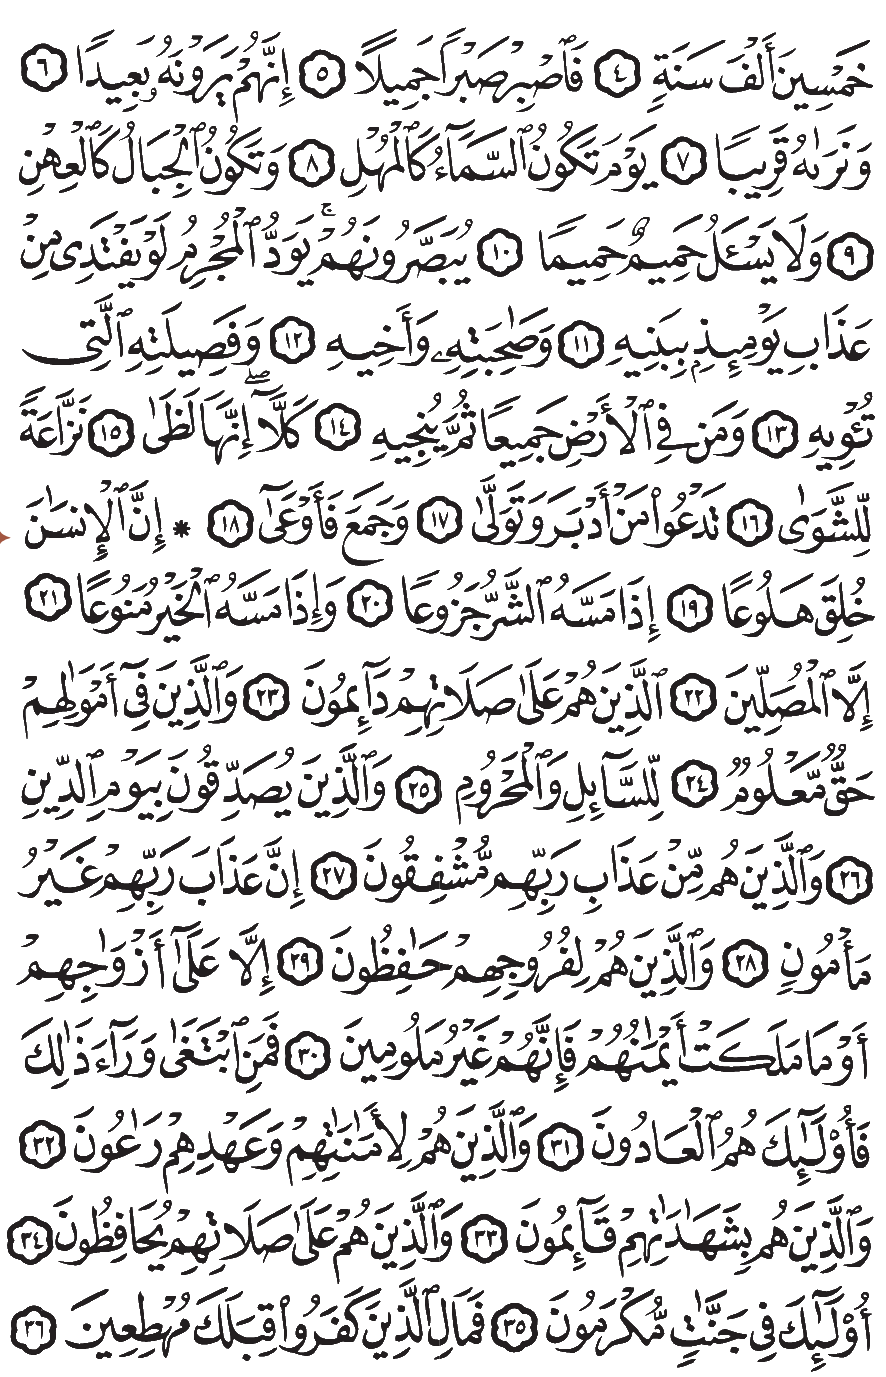 خَمْسِينَ أَلْفَ سَنَةٍ ٤ فَٱصْبِرْ صَبْرًا جَمِيلًا ٥ إِنَّهُمْ يَرَوْنَهُۥ بَعِيدًا ٦
وَنَرَىٰهُ قَرِيبًا ٧ يَوْمَ تَكُونُ ٱلسَّمَآءُ كَٱلْمُهْلِ ٨ وَتَكُونُ ٱلْجِبَالُ كَٱلْعِهْنِ
٩ وَلَا يَسْـَٔلُ حَمِيمٌ حَمِيمًا ١٠ يُبَصَّرُونَهُمْ ۚ يَوَدُّ ٱلْمُجْرِمُ لَوْ يَفْتَدِى مِنْ
عَذَابِ يَوْمِئِذٍۭ بِبَنِيهِ ١١ وَصَـٰحِبَتِهِۦ وَأَخِيهِ ١٢ وَفَصِيلَتِهِ ٱلَّتِى
تُـْٔوِيهِ ١٣ وَمَن فِى ٱلْأَرْضِ جَمِيعًا ثُمَّ يُنجِيهِ ١٤ كَلَّآ ۖ إِنَّهَا لَظَىٰ ١٥ نَزَّاعَةً
لِّلشَّوَىٰ ١٦ تَدْعُوا۟ مَنْ أَدْبَرَ وَتَوَلَّىٰ ١٧ وَجَمَعَ فَأَوْعَىٰٓ ١٨ * إِنَّ ٱلْإِنسَـٰنَ
خُلِقَ هَلُوعًا ١٩ إِذَا مَسَّهُ ٱلشَّرُّ جَزُوعًا ٢٠ وَإِذَا مَسَّهُ ٱلْخَيْرُ مَنُوعًا ٢١
إِلَّا ٱلْمُصَلِّينَ ٢٢ ٱلَّذِينَ هُمْ عَلَىٰ صَلَاتِهِمْ دَآئِمُونَ ٢٣ وَٱلَّذِينَ فِىٓ أَمْوَٰلِهِمْ
حَقٌّ مَّعْلُومٌ ٢٤ لِّلسَّآئِلِ وَٱلْمَحْرُومِ ٢٥ وَٱلَّذِينَ يُصَدِّقُونَ بِيَوْمِ ٱلدِّينِ
٢٦ وَٱلَّذِينَ هُم مِّنْ عَذَابِ رَبِّهِم مُّشْفِقُونَ ٢٧ إِنَّ عَذَابَ رَبِّهِمْ غَيْرُ
مَأْمُونٍ ٢٨ وَٱلَّذِينَ هُمْ لِفُرُوجِهِمْ حَـٰفِظُونَ ٢٩ إِلَّا عَلَىٰٓ أَزْوَٰجِهِمْ
أَوْ مَا مَلَكَتْ أَيْمَـٰنُهُمْ فَإِنَّهُمْ غَيْرُ مَلُومِينَ ٣٠ فَمَنِ ٱبْتَغَىٰ وَرَآءَ ذَٰلِكَ
فَأُو۟لَـٰٓئِكَ هُمُ ٱلْعَادُونَ ٣١ وَٱلَّذِينَ هُمْ لِأَمَـٰنَـٰتِهِمْ وَعَهْدِهِمْ رَٰعُونَ ٣٢
وَٱلَّذِينَ هُم بِشَهَـٰدَٰتِهِمْ قَآئِمُونَ ٣٣ وَٱلَّذِينَ هُمْ عَلَىٰ صَلَاتِهِمْ يُحَافِظُونَ ٣٤
أُو۟لَـٰٓئِكَ فِى جَنَّـٰتٍ مُّكْرَمُونَ ٣٥ فَمَالِ ٱلَّذِينَ كَفَرُوا۟ قِبَلَكَ مُهْطِعِينَ ٣٦